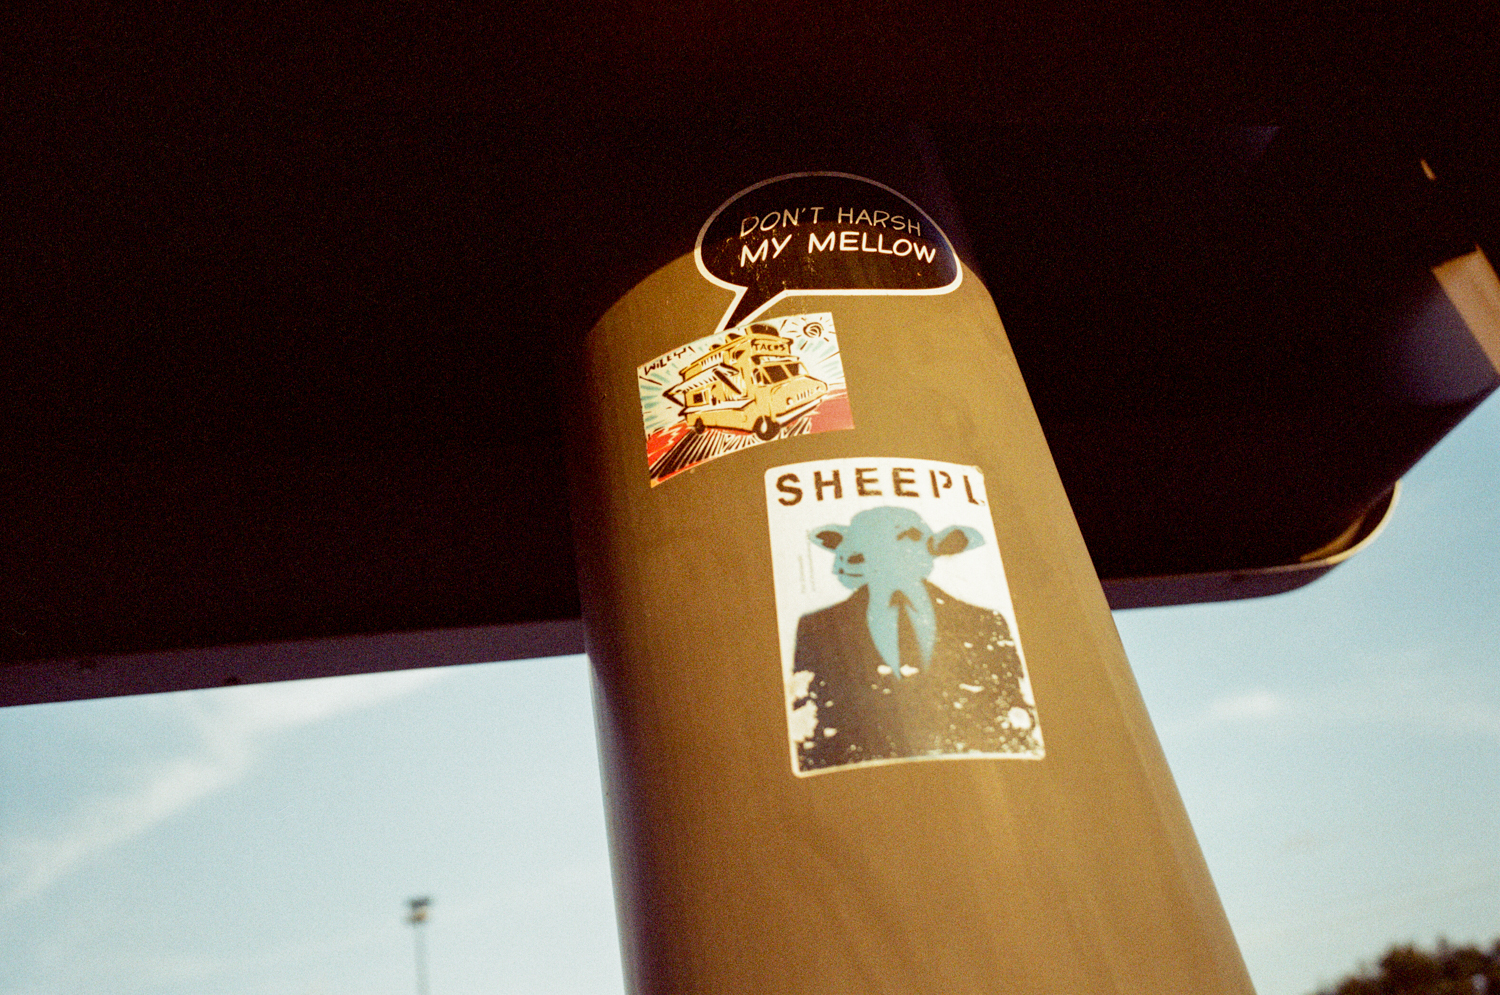 DON'T HARSH
MY MELLOW
WILLY'S
TACOS
SHEEPL